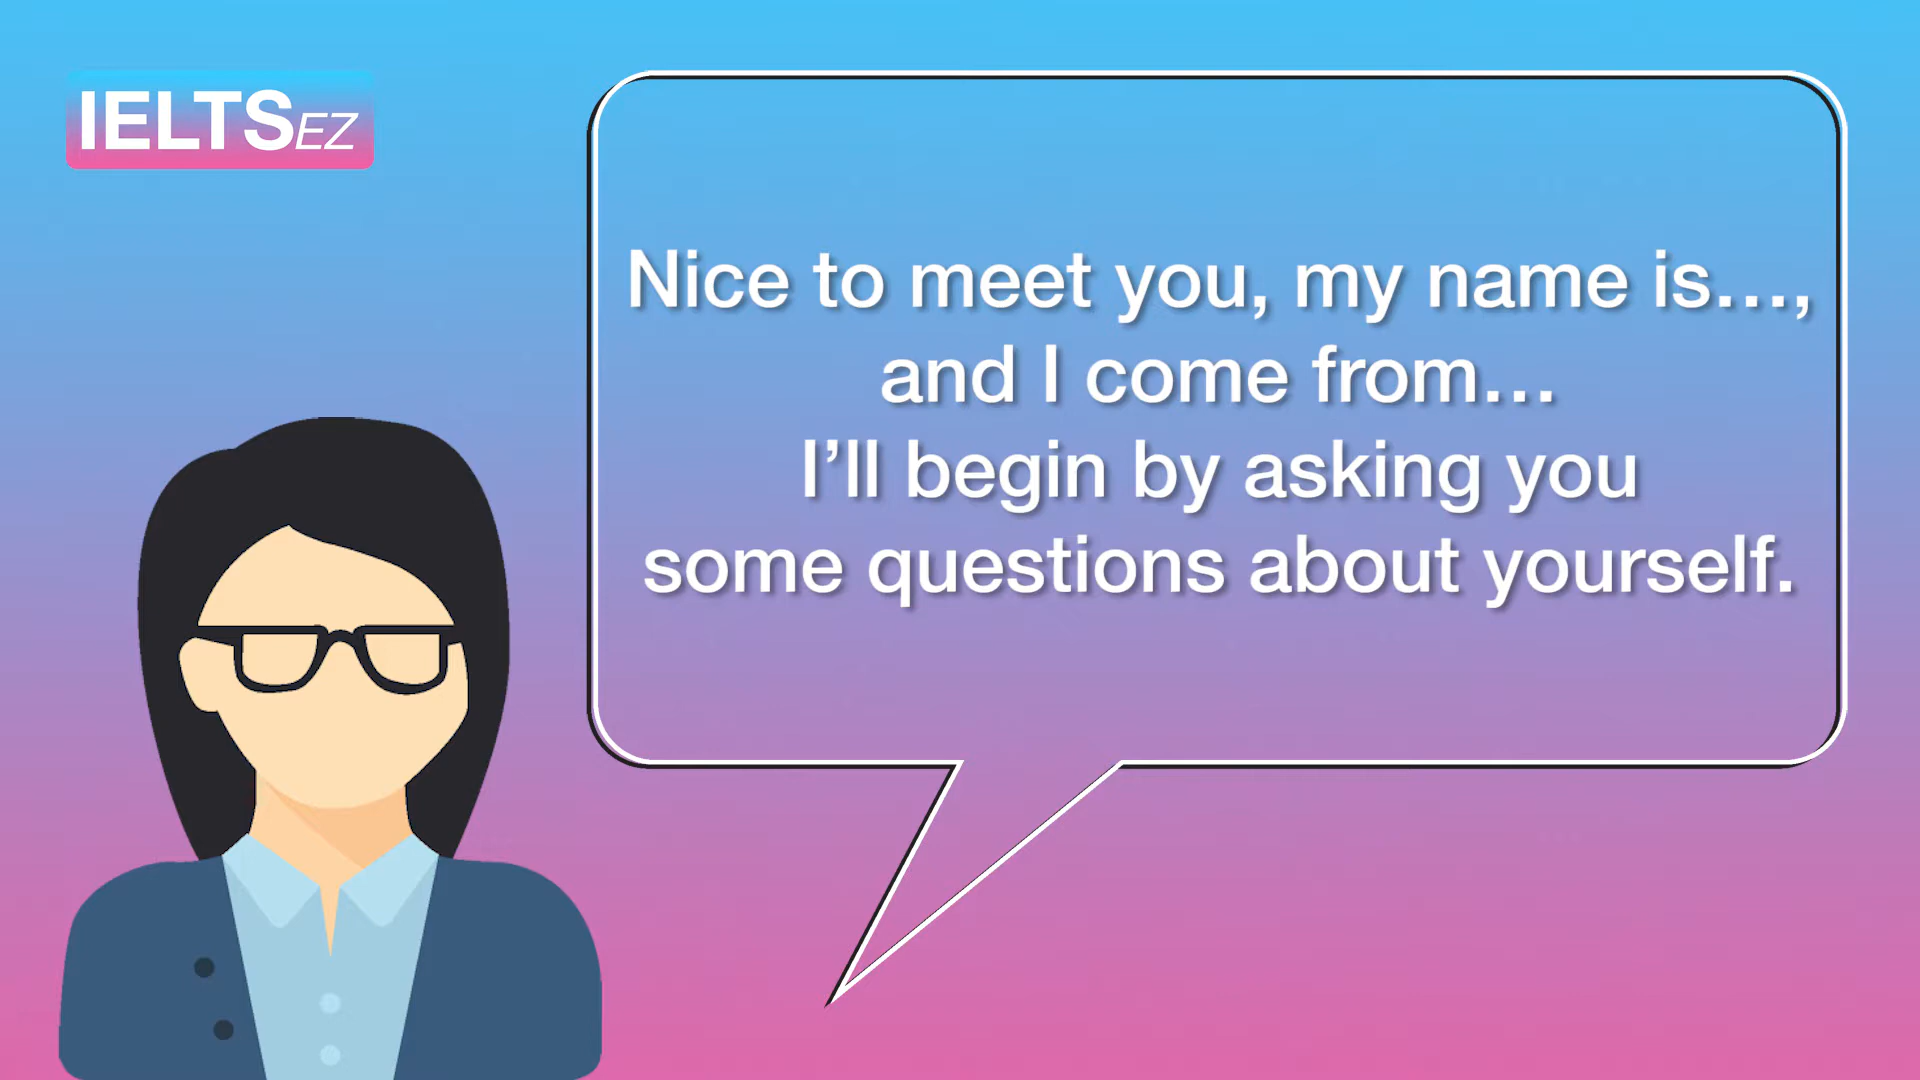 IELTSEZ
Nice to meet you, my name is...,
and I come from...
I’ll begin by asking you
some questions about yourself.